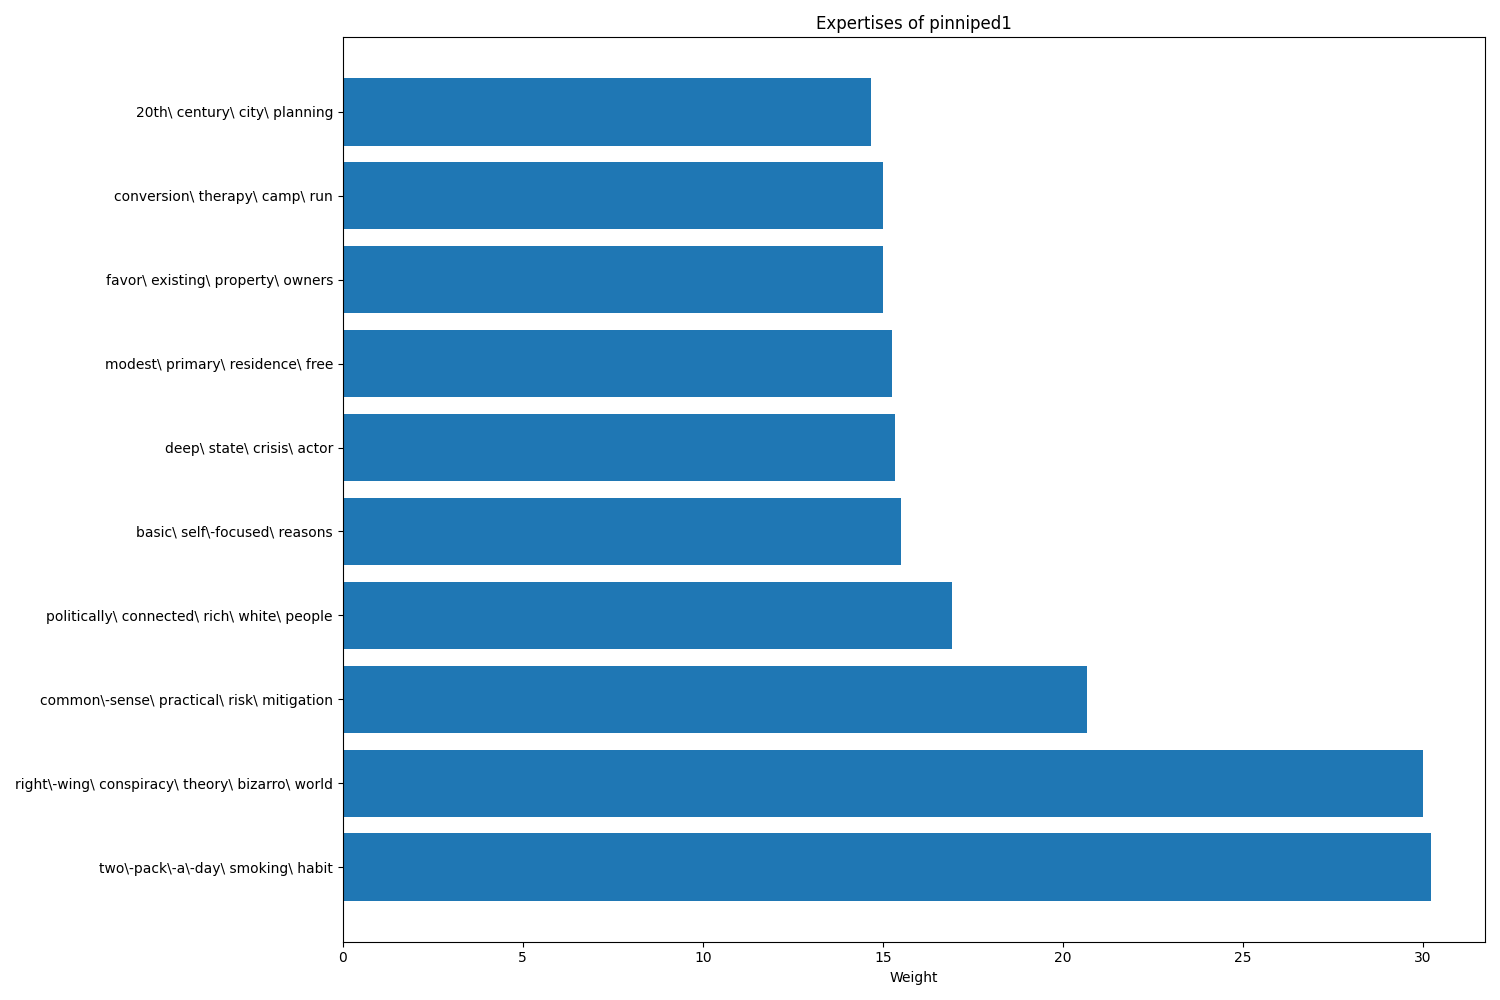 Expertises of pinniped1
20th\ century\ city\ planning
conversion\ therapy\ camp\ run
favor\ existing\ property\ owners
modest\ primary\ residence\ free
deep\ state\ crisis\ actor
basic\ self\-focused\ reasons
politically\ connected\ rich\ white\ people
common\-sense\ practical\ risk\ mitigation
right\-wing\ conspiracy\ theory\ bizarro\ world
two\-pack\-a\-day\ smoking\ habit
0 5 10 15 20 25 30
Weight